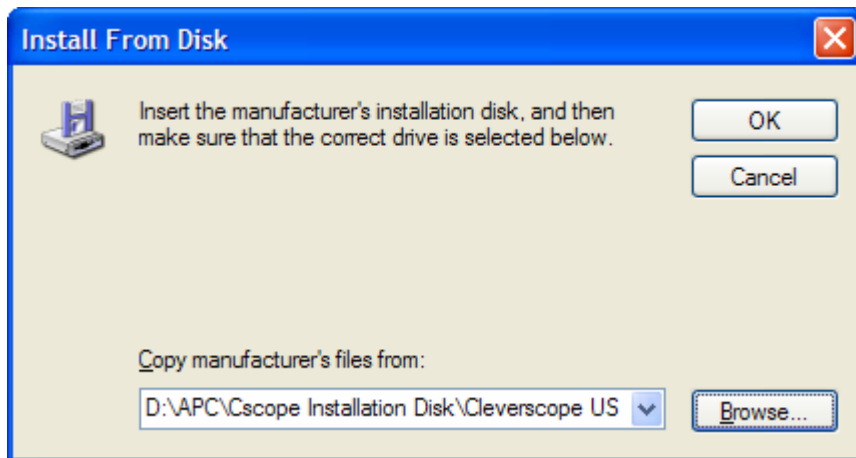 Install From Disk
Insert the manufacturer's installation disk, and then
make sure that the correct drive is selected below.
OK
Cancel
Copy manufacturer's files from:
D:\APC\Cscope Installation Disk\Cleverscope US
Browse...